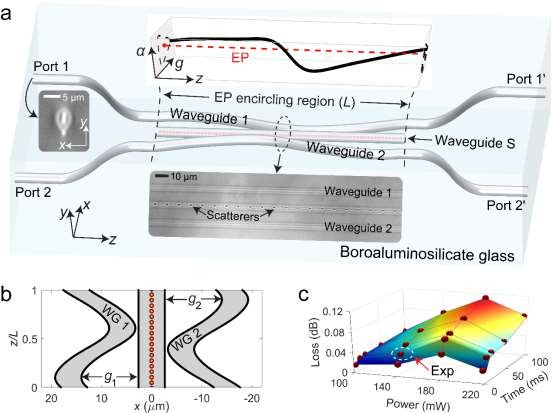 a
α
g
z
EP
Port 1
Port 1'
EP encircling region (L)
5 μm
y
x
Waveguide 1
Waveguide S
Waveguide 2
Port 2
Port 2'
10 μm
Waveguide 1
Scatterers
Waveguide 2
y
x
z
Boroaluminosilicate glass
b
z/L
1
0.5
0
WG 1
WG 2
g2
g1
20
10
0
-10
-20
x (μm)
c
Loss (dB)
0.12
0.08
0.04
0
Exp
100
140
180
220
Power (mW)
0
50
100
Time (ms)